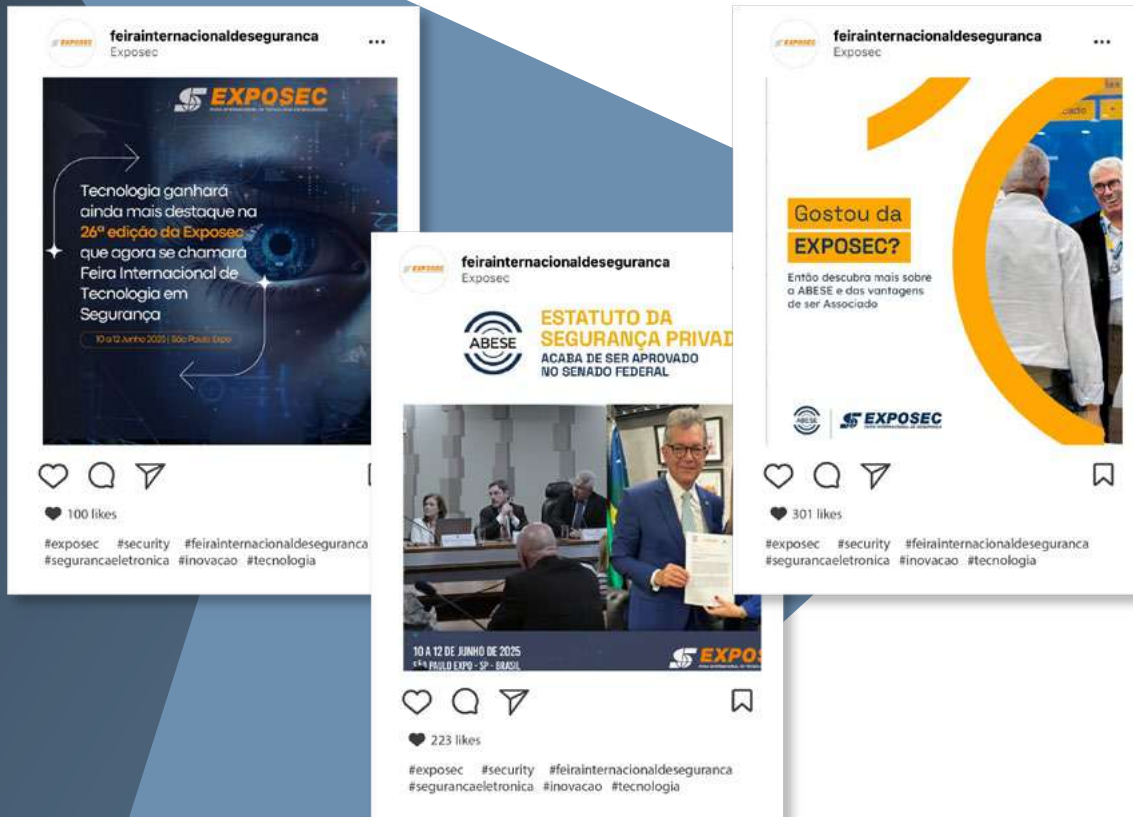 feirainternacionaldeseguranca
Exposec
EXPOSEC
Tecnologia ganhará
ainda mais destaque na
26ª edição da Exposec
que agora se chamará
Feira Internacional de
Tecnologia em
Segurança
10 a 12 Junho 2025 | São Paulo Expo
100 likes
#exposec #security #feirainternacionaldeseguranca
#segurancaeletronica #inovacao #tecnologia
EXPOSEC
feirainternacionaldeseguranca
Exposec
ABESE
ESTATUTO DA
SEGURANÇA PRIVAD
ACABA DE SER APROVADO
NO SENADO FEDERAL
10 A 12 DE JUNHO DE 2025
SÃO PAULO EXPO - SP - BRASIL
EXPOS
223 likes
#exposec #security #feirainternacionaldeseguranca
#segurancaeletronica #inovacao #tecnologia
feirainternacionaldeseguranca
Exposec
Gostou da
EXPOSEC?
Então descubra mais sobre
a ABESE e das vantagens
de ser Associado
ABESE
EXPOSEC
301 likes
#exposec #security #feirainternacionaldeseguranca
#segurancaeletronica #inovacao #tecnologia